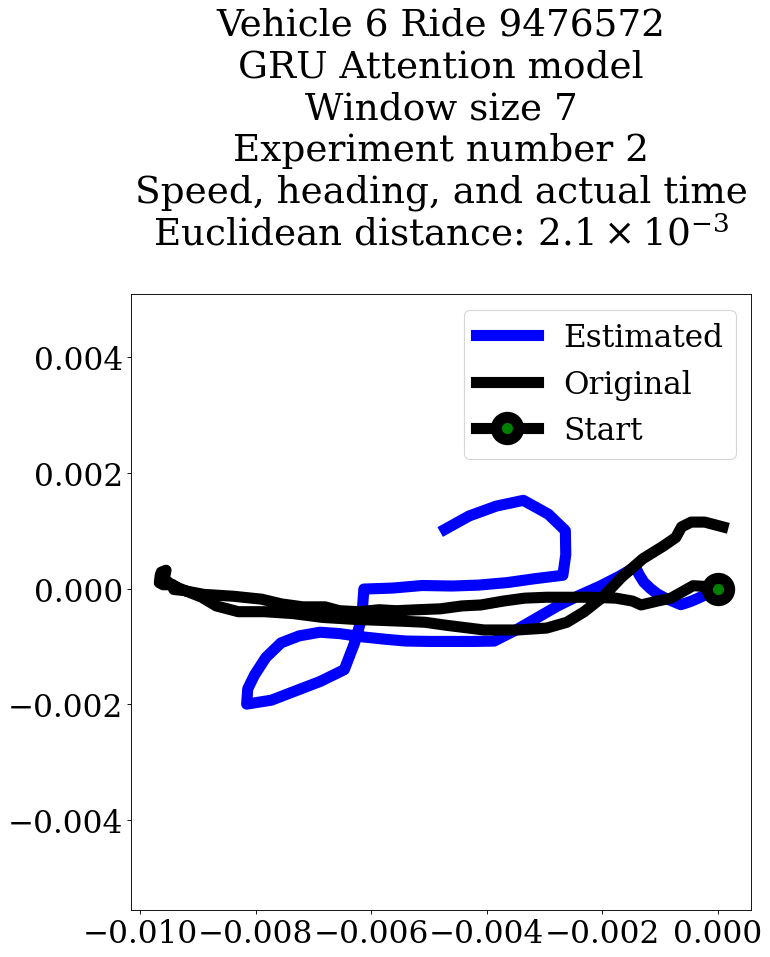 Vehicle 6 Ride 9476572
GRU Attention model
Window size 7
Experiment number 2
Speed, heading, and actual time
Euclidean distance: 2.1 × 10⁻³
Estimated
Original
Start
0.004
0.002
0.000
−0.002
−0.004
−0.010 −0.008 −0.006 −0.004 −0.002 0.000